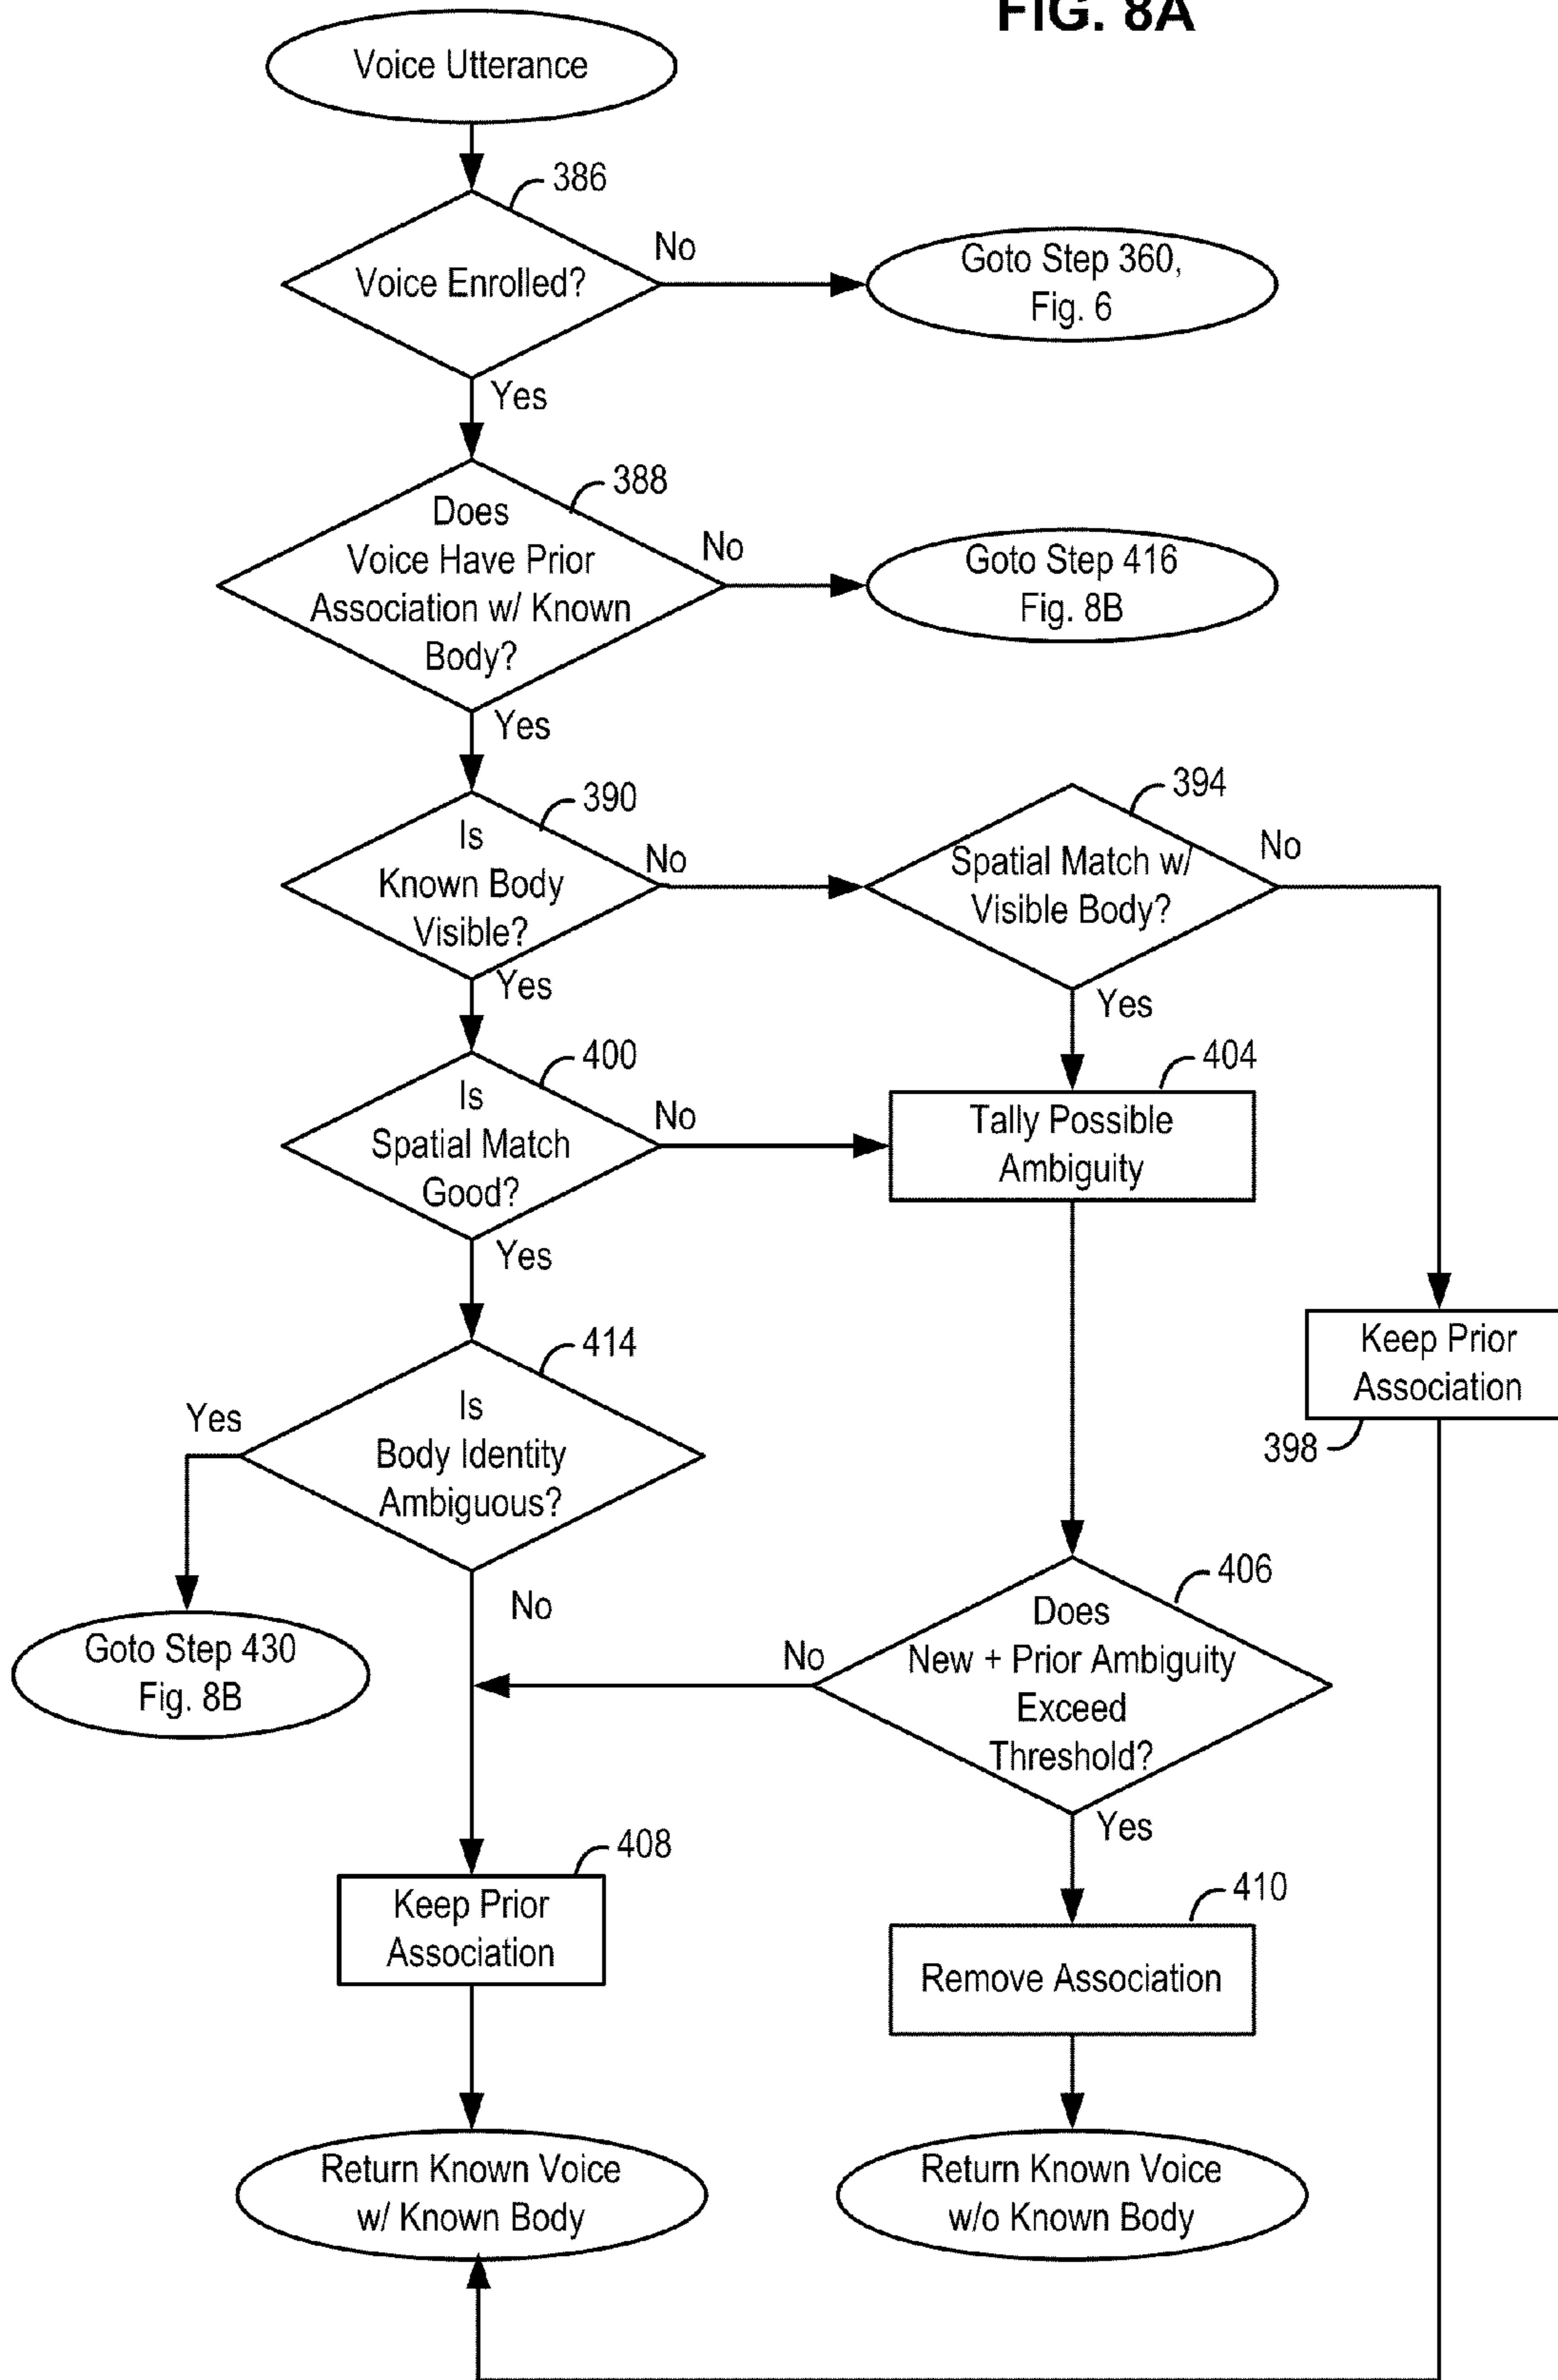 FIG. 8A
Voice Utterance
386
Voice Enrolled?
No
Goto Step 360,
Fig. 6
Yes
388
Does
Voice Have Prior
Association w/ Known
Body?
No
Goto Step 416
Fig. 8B
Yes
390
Is
Known Body
Visible?
No
394
Spatial Match w/
Visible Body?
No
Yes
Yes
400
Is
Spatial Match
Good?
No
404
Tally Possible
Ambiguity
Yes
Keep Prior
Association
398
414
Is
Body Identity
Ambiguous?
Yes
Goto Step 430
Fig. 8B
No
406
Does
New + Prior Ambiguity
Exceed
Threshold?
No
Yes
408
Keep Prior
Association
410
Remove Association
Return Known Voice
w/ Known Body
Return Known Voice
w/o Known Body